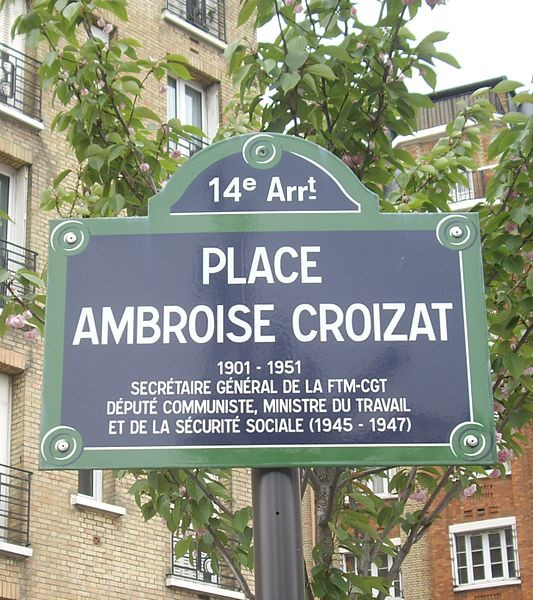 14e Arrt
PLACE
AMBROISE CROIZAT
1901 - 1951
SECRÉTAIRE GÉNÉRAL DE LA FTM-CGT
DÉPUTÉ COMMUNISTE, MINISTRE DU TRAVAIL
ET DE LA SÉCURITÉ SOCIALE (1945 - 1947)